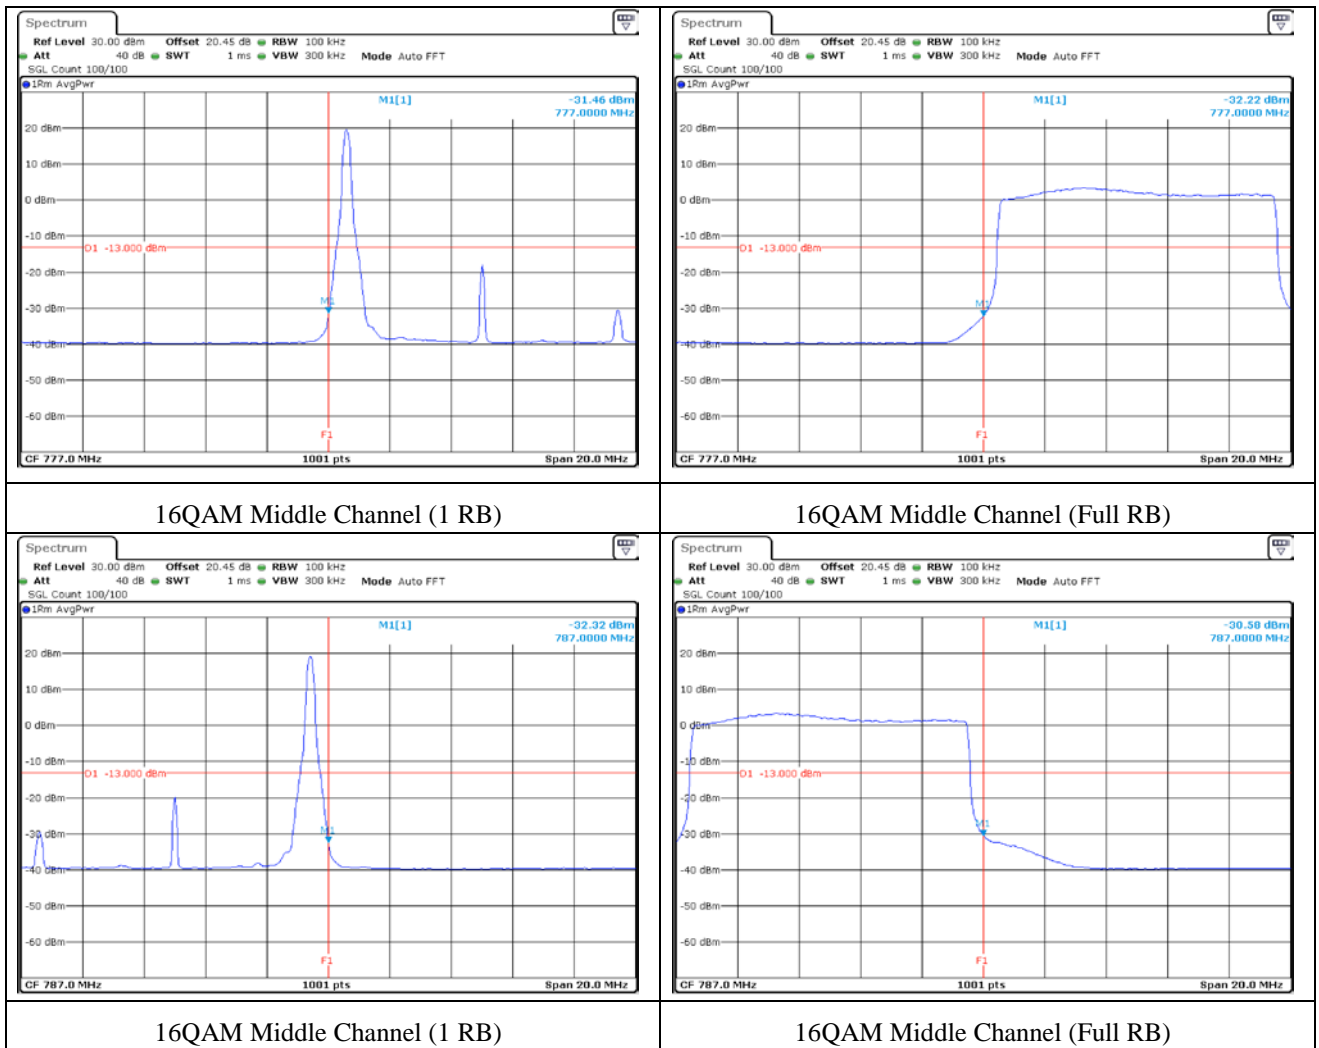 Spectrum
Ref Level 30.00 dBm Offset 20.45 dB RBW 100 kHz
Att 40 dB SWT 1 ms VBW 300 kHz Mode Auto FFT
SGL Count 100/100
1Rm AvgPwr
M1[1] -31.46 dBm
777.0000 MHz
20 dBm
10 dBm
0 dBm
-10 dBm
D1 -13.000 dBm
-20 dBm
M1
-30 dBm
-40 dBm
-50 dBm
-60 dBm
F1
CF 777.0 MHz 1001 pts Span 20.0 MHz
Spectrum
Ref Level 30.00 dBm Offset 20.45 dB RBW 100 kHz
Att 40 dB SWT 1 ms VBW 300 kHz Mode Auto FFT
SGL Count 100/100
1Rm AvgPwr
M1[1] -32.22 dBm
777.0000 MHz
20 dBm
10 dBm
0 dBm
-10 dBm
D1 -13.000 dBm
-20 dBm
M1
-30 dBm
-40 dBm
-50 dBm
-60 dBm
F1
CF 777.0 MHz 1001 pts Span 20.0 MHz
16QAM Middle Channel (1 RB)
16QAM Middle Channel (Full RB)
Spectrum
Ref Level 30.00 dBm Offset 20.45 dB RBW 100 kHz
Att 40 dB SWT 1 ms VBW 300 kHz Mode Auto FFT
SGL Count 100/100
1Rm AvgPwr
M1[1] -32.32 dBm
787.0000 MHz
20 dBm
10 dBm
0 dBm
-10 dBm
D1 -13.000 dBm
-20 dBm
M1
-30 dBm
-40 dBm
-50 dBm
-60 dBm
F1
CF 787.0 MHz 1001 pts Span 20.0 MHz
Spectrum
Ref Level 30.00 dBm Offset 20.45 dB RBW 100 kHz
Att 40 dB SWT 1 ms VBW 300 kHz Mode Auto FFT
SGL Count 100/100
1Rm AvgPwr
M1[1] -30.58 dBm
787.0000 MHz
20 dBm
10 dBm
0 dBm
-10 dBm
D1 -13.000 dBm
-20 dBm
M1
-30 dBm
-40 dBm
-50 dBm
-60 dBm
F1
CF 787.0 MHz 1001 pts Span 20.0 MHz
16QAM Middle Channel (1 RB)
16QAM Middle Channel (Full RB)